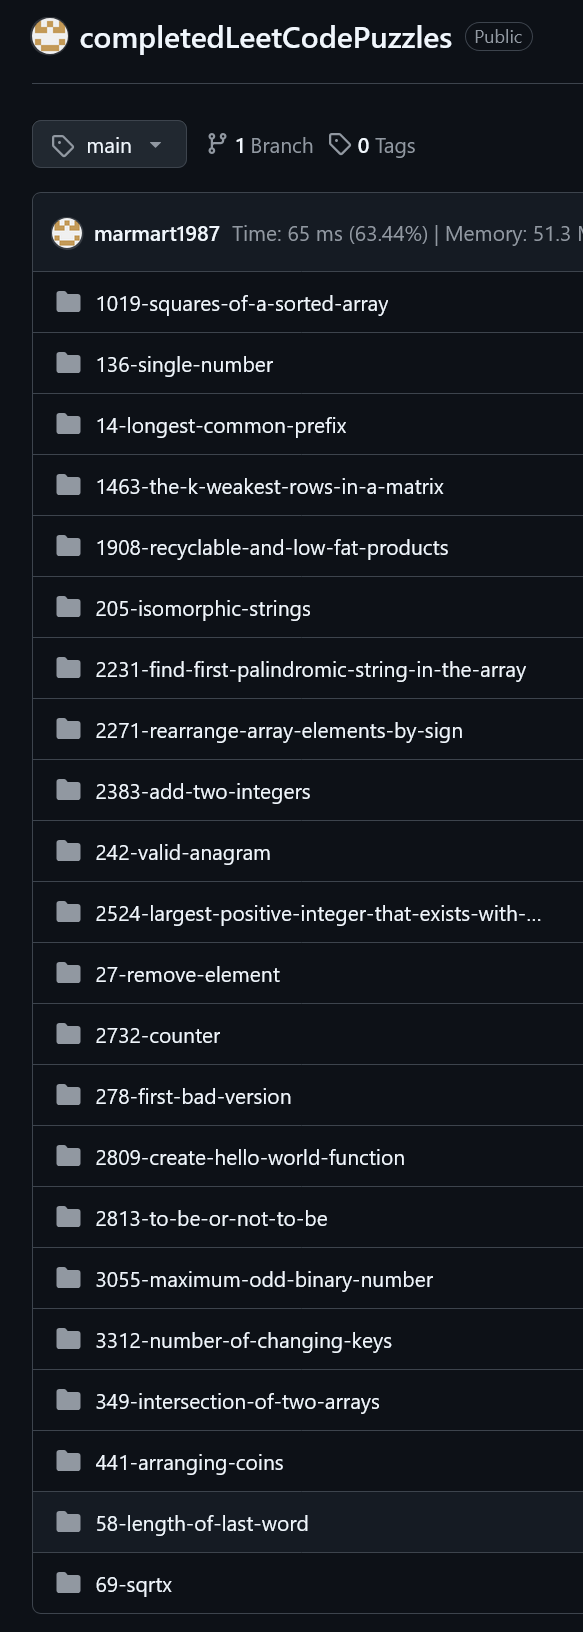 completedLeetCodePuzzles Public
main 1 Branch 0 Tags
marmart1987 Time: 65 ms (63.44%) | Memory: 51.3
1019-squares-of-a-sorted-array
136-single-number
14-longest-common-prefix
1463-the-k-weakest-rows-in-a-matrix
1908-recyclable-and-low-fat-products
205-isomorphic-strings
2231-find-first-palindromic-string-in-the-array
2271-rearrange-array-elements-by-sign
2383-add-two-integers
242-valid-anagram
2524-largest-positive-integer-that-exists-with-...
27-remove-element
2732-counter
278-first-bad-version
2809-create-hello-world-function
2813-to-be-or-not-to-be
3055-maximum-odd-binary-number
3312-number-of-changing-keys
349-intersection-of-two-arrays
441-arranging-coins
58-length-of-last-word
69-sqrtx